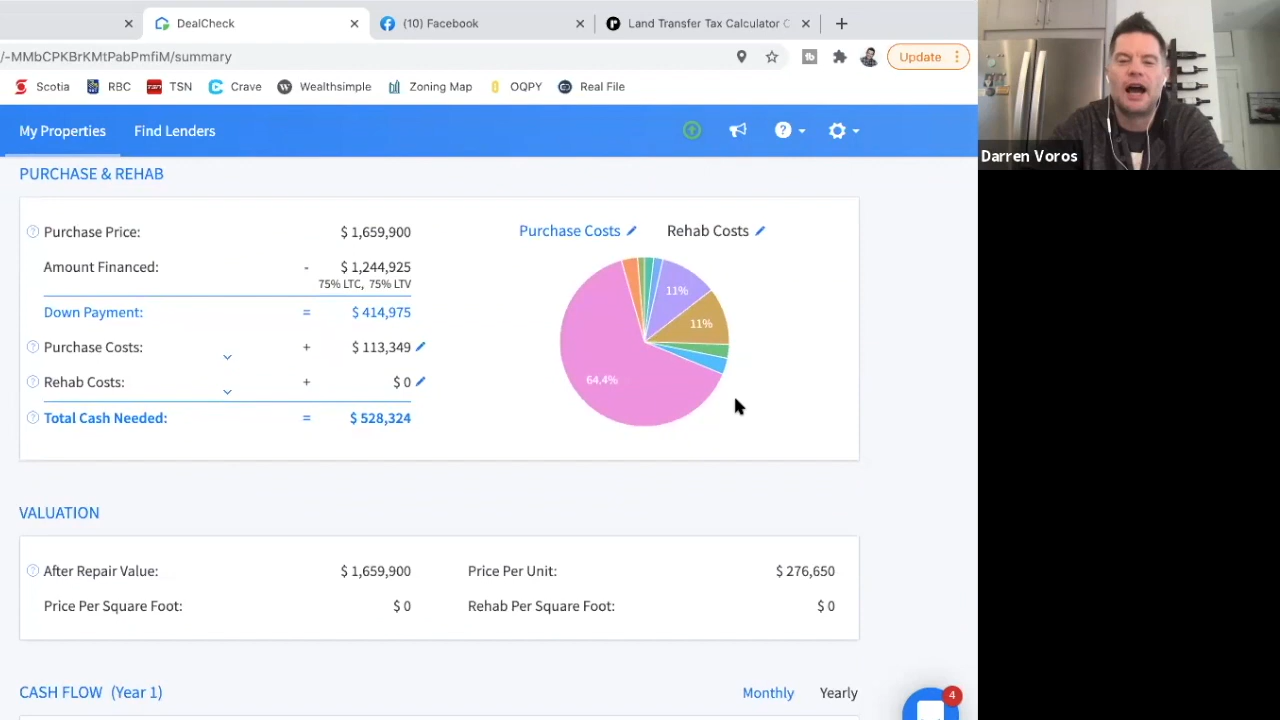 DealCheck
(10) Facebook
Land Transfer Tax Calculator
/-MMbCPKBrKMtPabPmfiM/summary
Update
Scotia RBC TSN Crave Wealthsimple Zoning Map OQPY Real File
My Properties Find Lenders
Darren Voros
PURCHASE & REHAB
Purchase Price: $ 1,659,900
Amount Financed: - $ 1,244,925
75% LTC, 75% LTV
Down Payment: = $ 414,975
Purchase Costs: + $ 113,349
Rehab Costs: + $ 0
Total Cash Needed: = $ 528,324
Purchase Costs Rehab Costs
11%
11%
64.4%
VALUATION
After Repair Value: $ 1,659,900 Price Per Unit: $ 276,650
Price Per Square Foot: $ 0 Rehab Per Square Foot: $ 0
CASH FLOW (Year 1) Monthly Yearly
4